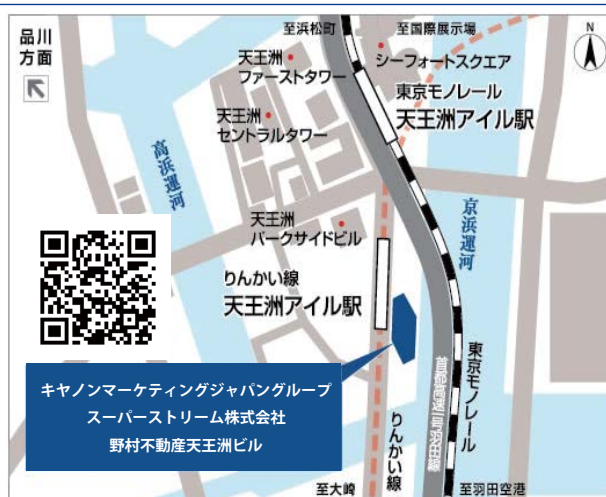 至浜松町
至国際展示場
N
品川
方面
天王洲
ファーストタワー
シーフォートスクエア
東京モノレール
天王洲アイル駅
天王洲
セントラルタワー
高浜運河
京浜運河
天王洲
パークサイドビル
りんかい線
天王洲アイル駅
キヤノンマーケティングジャパングループ
スーパーストリーム株式会社
野村不動産天王洲ビル
首都高速1号羽田線
東京モノレール
りんかい線
至大崎
至羽田空港